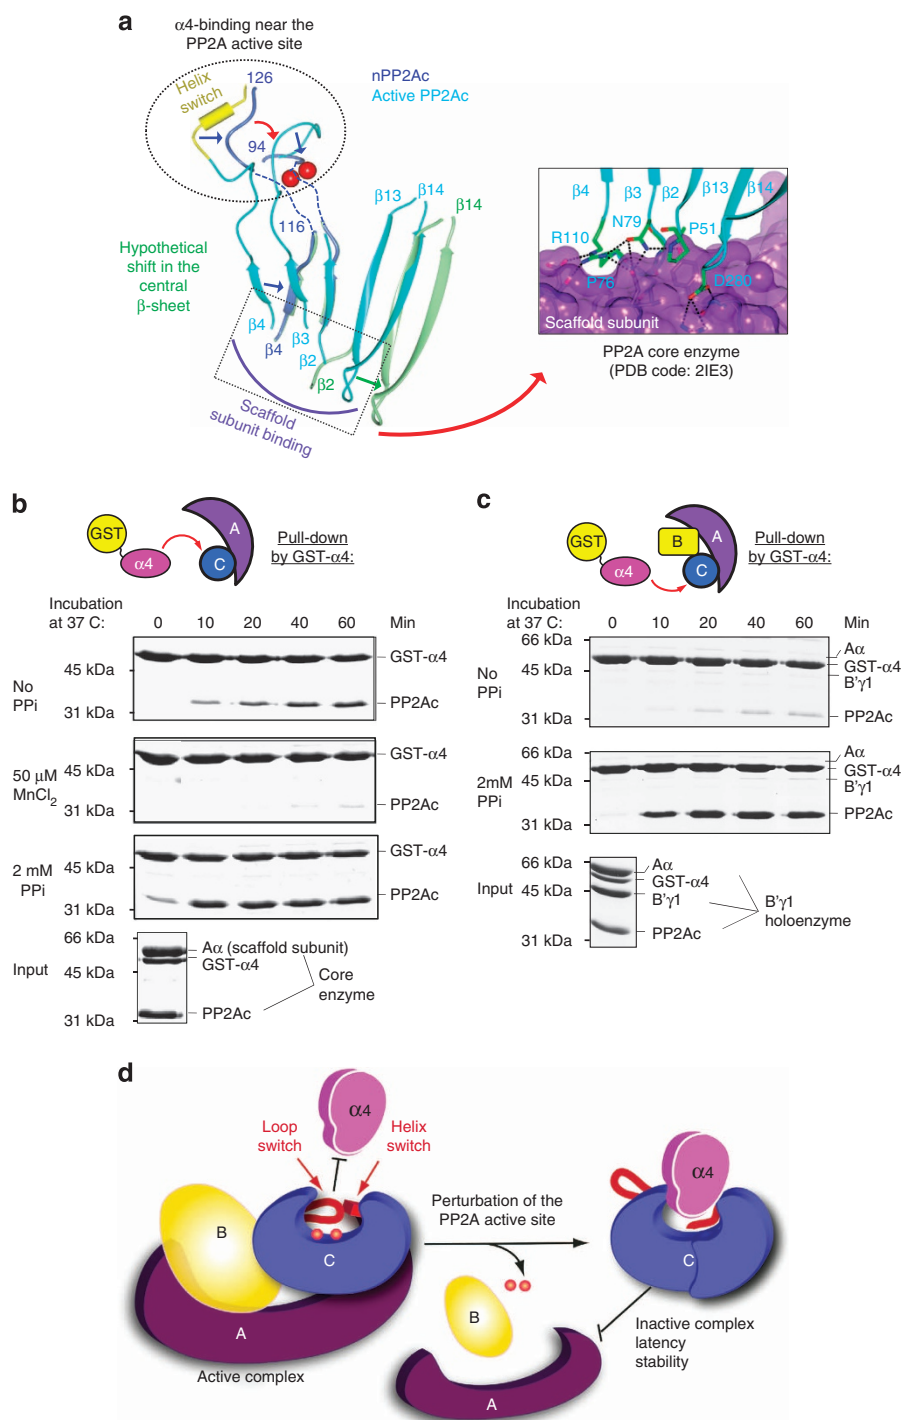 a
α4-binding near the
PP2A active site
126
nPP2Ac
Active PP2Ac
Helix
switch
94
116
β13
β14
β14
Hypothetical
shift in the
central
β-sheet
β4
β4
β3
β2
β2
Scaffold
subunit binding
β4
β3
β2
β13
β14
N79
P51
R110
P76
D280
Scaffold subunit
PP2A core enzyme
(PDB code: 2IE3)
b
GST
α4
A
C
Pull-down
by GST-α4:
Incubation
at 37 C:
0 10 20 40 60 Min
No
PPi
45 kDa
31 kDa
GST-α4
PP2Ac
50 μM
MnCl2
45 kDa
31 kDa
GST-α4
PP2Ac
2 mM
PPi
45 kDa
31 kDa
GST-α4
PP2Ac
Input
66 kDa
45 kDa
31 kDa
Aα (scaffold subunit)
GST-α4
PP2Ac
Core
enzyme
c
GST
α4
B
A
C
Pull-down
by GST-α4:
Incubation
at 37 C:
0 10 20 40 60 Min
No
PPi
66 kDa
45 kDa
31 kDa
Aα
GST-α4
B'γ1
PP2Ac
2mM
PPi
66 kDa
45 kDa
31 kDa
Aα
GST-α4
B'γ1
PP2Ac
Input
66 kDa
45 kDa
31 kDa
Aα
GST-α4
B'γ1
PP2Ac
B'γ1
holoenzyme
d
α4
Loop
switch
Helix
switch
B
C
A
Active complex
Perturbation of the
PP2A active site
B
A
α4
C
Inactive complex
latency
stability